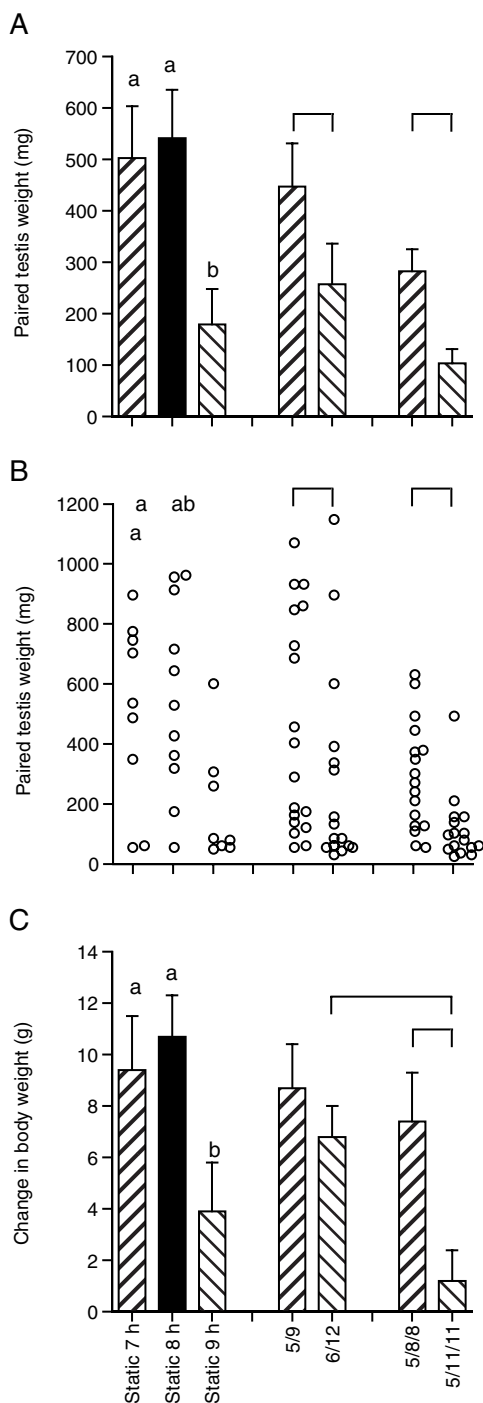 A
Paired testis weight (mg)
700
600
500
400
300
200
100
0
a
a
b
B
Paired testis weight (mg)
1200
1000
800
600
400
200
0
a
ab
a
C
Change in body weight (g)
14
12
10
8
6
4
2
0
a
a
b
Static 7 h
Static 8 h
Static 9 h
5/9
6/12
5/8/8
5/11/11